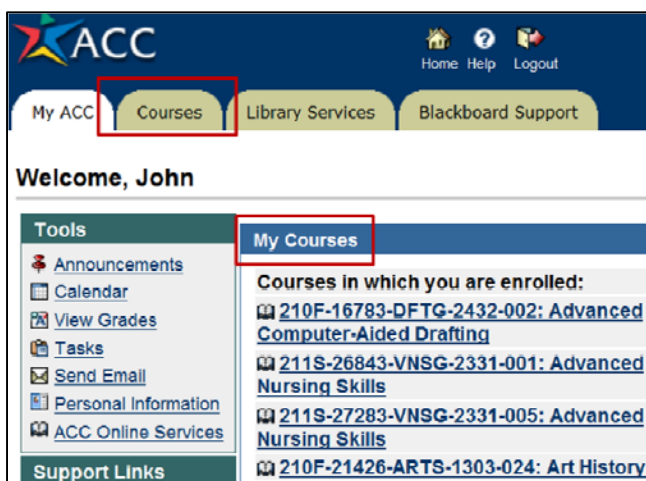 ACC
Home Help Logout
My ACC Courses Library Services Blackboard Support
Welcome, John
Tools
Announcements
Calendar
View Grades
Tasks
Send Email
Personal Information
ACC Online Services
Support Links
My Courses
Courses in which you are enrolled:
210F-16783-DFTG-2432-002: Advanced
Computer-Aided Drafting
211S-26843-VNSG-2331-001: Advanced
Nursing Skills
211S-27283-VNSG-2331-005: Advanced
Nursing Skills
210F-21426-ARTS-1303-024: Art History